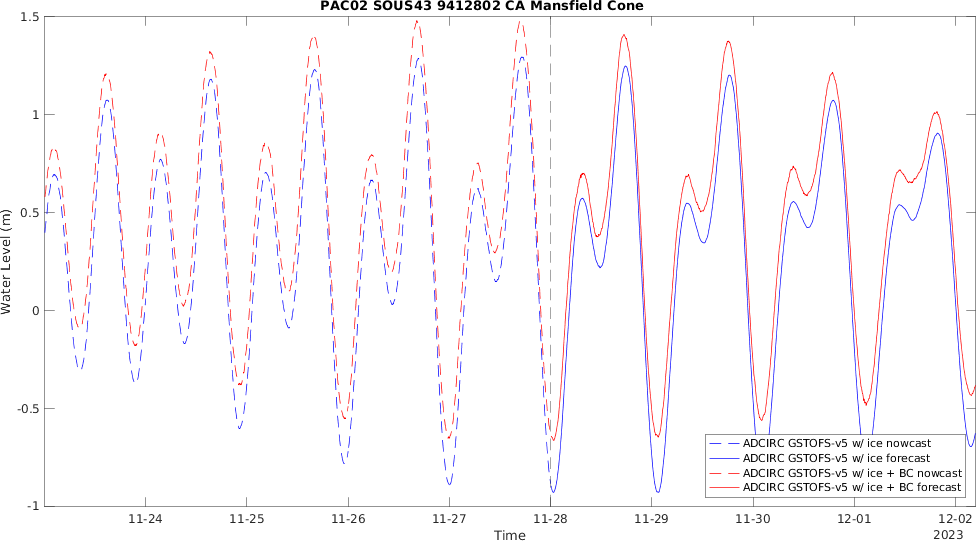 PAC02 SOUS43 9412802 CA Mansfield Cone
1.5
1
0.5
0
-0.5
-1
Water Level (m)
11-24
11-25
11-26
11-27
11-28
11-29
11-30
12-01
12-02
2023
Time
ADCIRC GSTOFS-v5 w/ ice nowcast
ADCIRC GSTOFS-v5 w/ ice forecast
ADCIRC GSTOFS-v5 w/ ice + BC nowcast
ADCIRC GSTOFS-v5 w/ ice + BC forecast